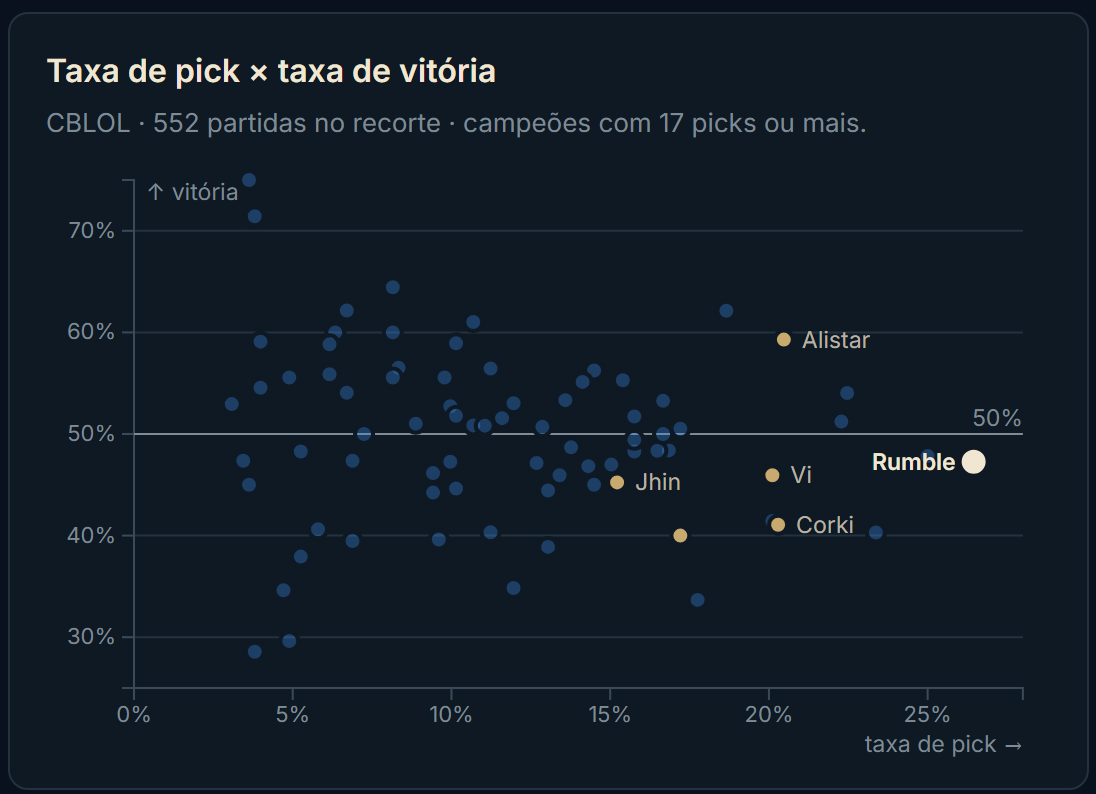 Taxa de pick × taxa de vitória
CBLOL · 552 partidas no recorte · campeões com 17 picks ou mais.
↑ vitória
70%
60%
Alistar
50%
50%
Rumble
Vi
Jhin
Corki
40%
30%
0%
5%
10%
15%
20%
25%
taxa de pick →